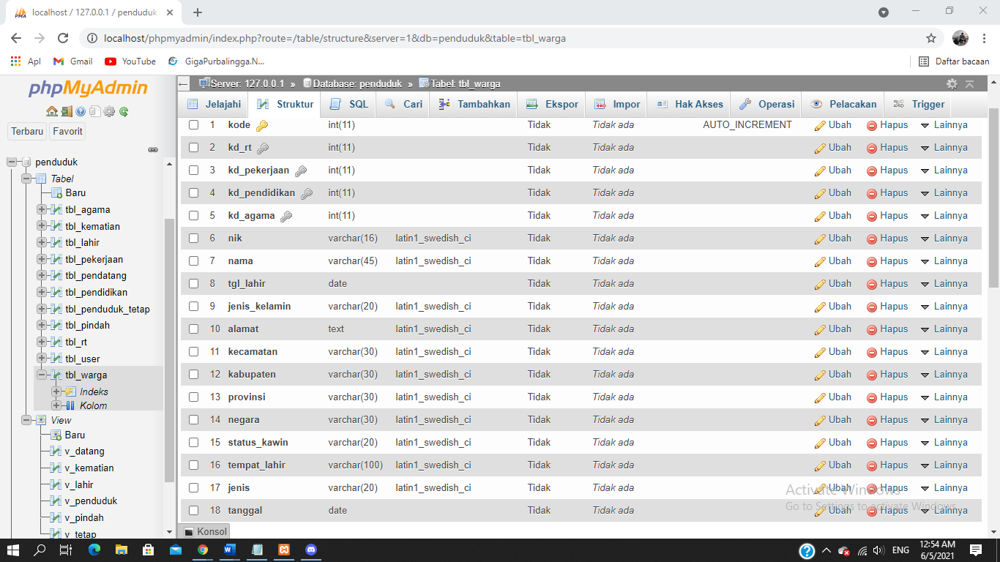 localhost / 127.0.0.1 / penduduk
localhost/phpmyadmin/index.php?route=/table/structure&server=1&db=penduduk&table=tbl_warga
Apl Gmail YouTube GigaPurbalingga.N... Daftar bacaan
phpMyAdmin
Terbaru Favorit
penduduk
Tabel
Baru
tbl_agama
tbl_kematian
tbl_lahir
tbl_pekerjaan
tbl_pendatang
tbl_pendidikan
tbl_penduduk_tetap
tbl_pindah
tbl_rt
tbl_user
tbl_warga
Indeks
Kolom
View
Baru
v_datang
v_kematian
v_lahir
v_penduduk
v_pindah
v_tetap
Server: 127.0.0.1 » Database: penduduk » Tabel: tbl_warga
Jelajahi Struktur SQL Cari Tambahkan Ekspor Impor Hak Akses Operasi Pelacakan Trigger
1 kode int(11) Tidak Tidak ada AUTO_INCREMENT Ubah Hapus Lainnya
2 kd_rt int(11) Tidak Tidak ada Ubah Hapus Lainnya
3 kd_pekerjaan int(11) Tidak Tidak ada Ubah Hapus Lainnya
4 kd_pendidikan int(11) Tidak Tidak ada Ubah Hapus Lainnya
5 kd_agama int(11) Tidak Tidak ada Ubah Hapus Lainnya
6 nik varchar(16) latin1_swedish_ci Tidak Tidak ada Ubah Hapus Lainnya
7 nama varchar(45) latin1_swedish_ci Tidak Tidak ada Ubah Hapus Lainnya
8 tgl_lahir date Tidak Tidak ada Ubah Hapus Lainnya
9 jenis_kelamin varchar(20) latin1_swedish_ci Tidak Tidak ada Ubah Hapus Lainnya
10 alamat text latin1_swedish_ci Tidak Tidak ada Ubah Hapus Lainnya
11 kecamatan varchar(30) latin1_swedish_ci Tidak Tidak ada Ubah Hapus Lainnya
12 kabupaten varchar(30) latin1_swedish_ci Tidak Tidak ada Ubah Hapus Lainnya
13 provinsi varchar(30) latin1_swedish_ci Tidak Tidak ada Ubah Hapus Lainnya
14 negara varchar(30) latin1_swedish_ci Tidak Tidak ada Ubah Hapus Lainnya
15 status_kawin varchar(20) latin1_swedish_ci Tidak Tidak ada Ubah Hapus Lainnya
16 tempat_lahir varchar(100) latin1_swedish_ci Tidak Tidak ada Ubah Hapus Lainnya
17 jenis varchar(20) latin1_swedish_ci Tidak Tidak ada Ubah Hapus Lainnya
18 tanggal date Tidak Tidak ada Ubah Hapus Lainnya
Activate Windows
Go to Settings to activate Windows.
Konsol
ENG
12:54 AM
6/5/2021